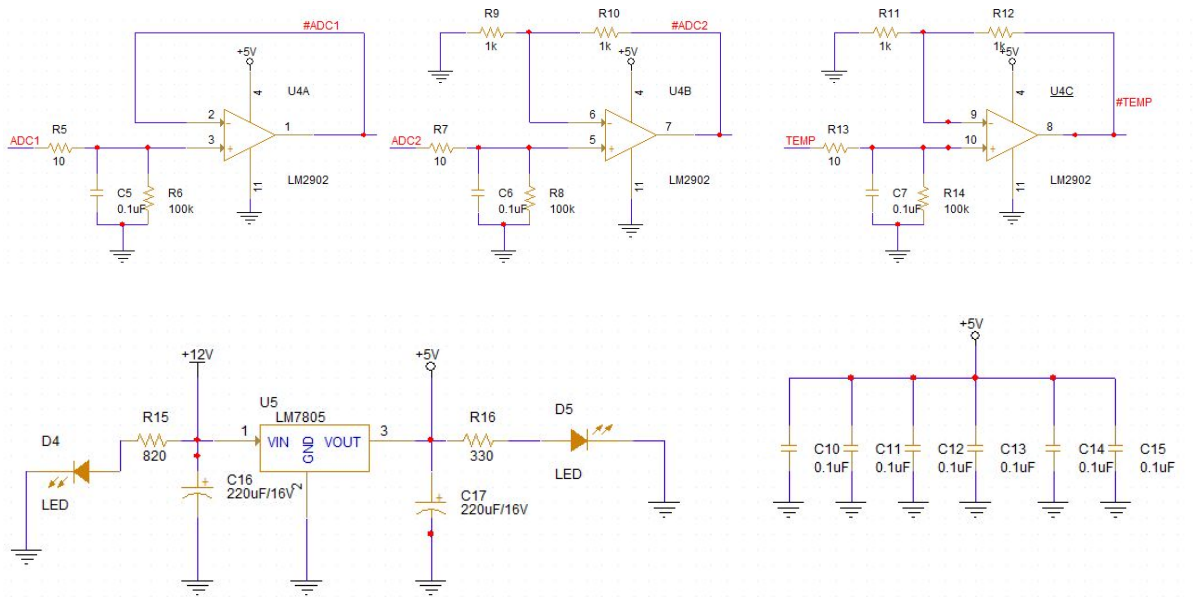 #ADC1
+5V
4
U4A
2
3
1
ADC1
R5
10
C5
0.1uF
R6
100k
11
LM2902
R9
1k
R10
1k
#ADC2
+5V
4
U4B
6
5
7
ADC2
R7
10
C6
0.1uF
R8
100k
11
LM2902
R11
1k
R12
1k
+5V
4
U4C
#TEMP
9
10
8
TEMP
R13
10
C7
0.1uF
R14
100k
11
LM2902
+12V
R15
820
D4
LED
U5
LM7805
1
VIN
GND
VOUT
3
2
C16
220uF/16V
+5V
R16
330
D5
LED
C17
220uF/16V
+5V
C10
0.1uF
C11
0.1uF
C12
0.1uF
C13
0.1uF
C14
0.1uF
C15
0.1uF